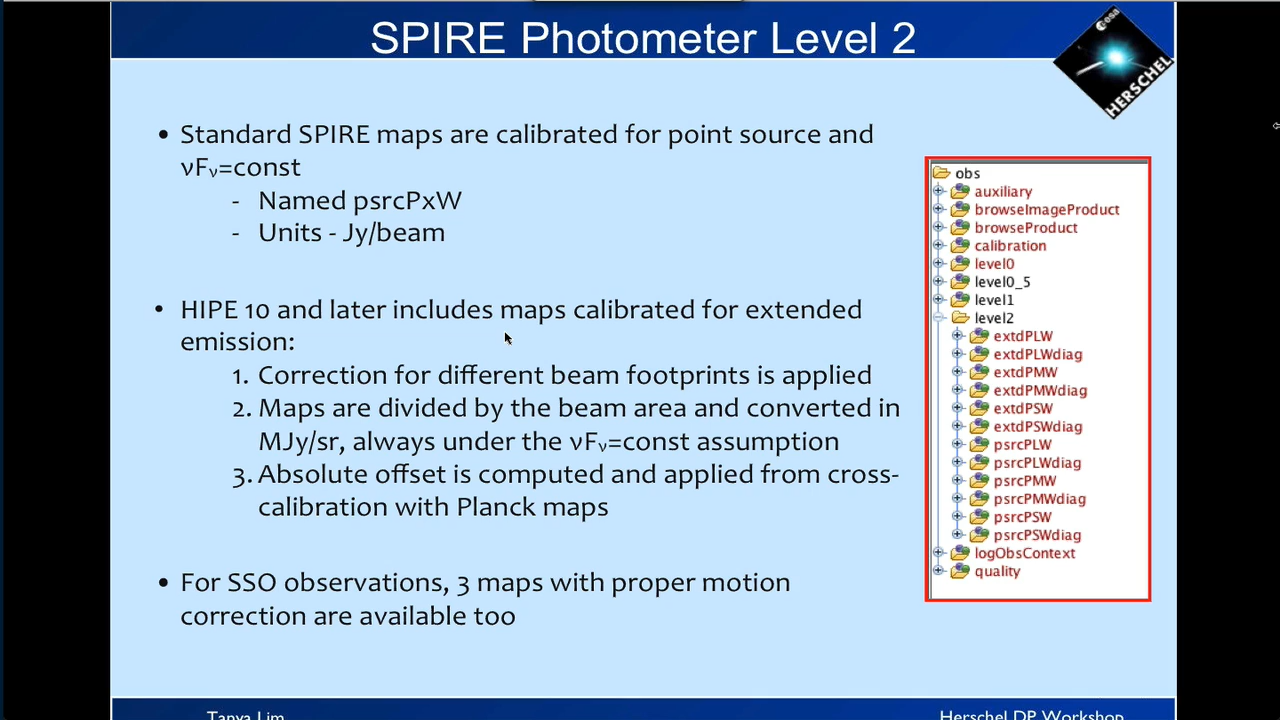 SPIRE Photometer Level 2
esa
HERSCHEL
• Standard SPIRE maps are calibrated for point source and
νFν=const
- Named psrcPxW
- Units - Jy/beam
• HIPE 10 and later includes maps calibrated for extended
emission:
1. Correction for different beam footprints is applied
2. Maps are divided by the beam area and converted in
MJy/sr, always under the νFν=const assumption
3. Absolute offset is computed and applied from cross-
calibration with Planck maps
• For SSO observations, 3 maps with proper motion
correction are available too
obs
auxiliary
browseImageProduct
browseProduct
calibration
level0
level0_5
level1
level2
extdPLW
extdPLWdiag
extdPMW
extdPMWdiag
extdPSW
extdPSWdiag
psrcPLW
psrcPLWdiag
psrcPMW
psrcPMWdiag
psrcPSW
psrcPSWdiag
logObsContext
quality
Tanya Lim
Herschel DP Workshop